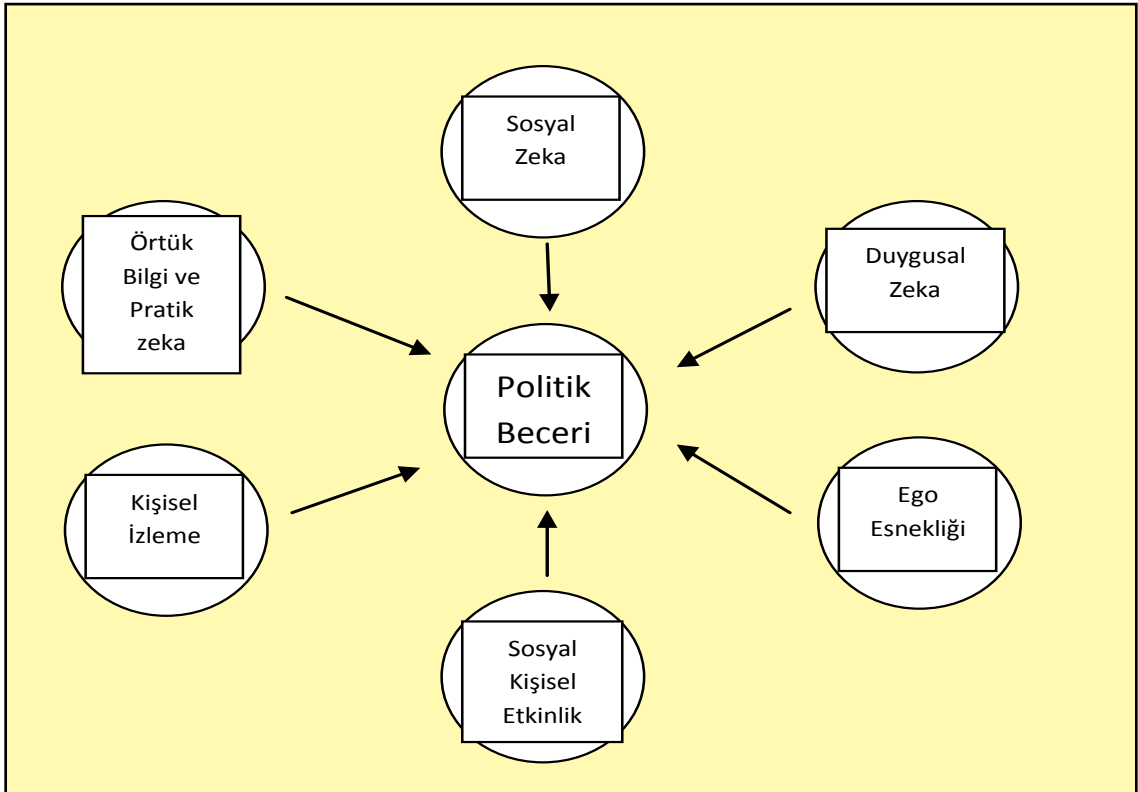 Sosyal
Zeka
Örtük
Bilgi ve
Pratik
zeka
Duygusal
Zeka
Politik
Beceri
Kişisel
İzleme
Ego
Esnekliği
Sosyal
Kişisel
Etkinlik